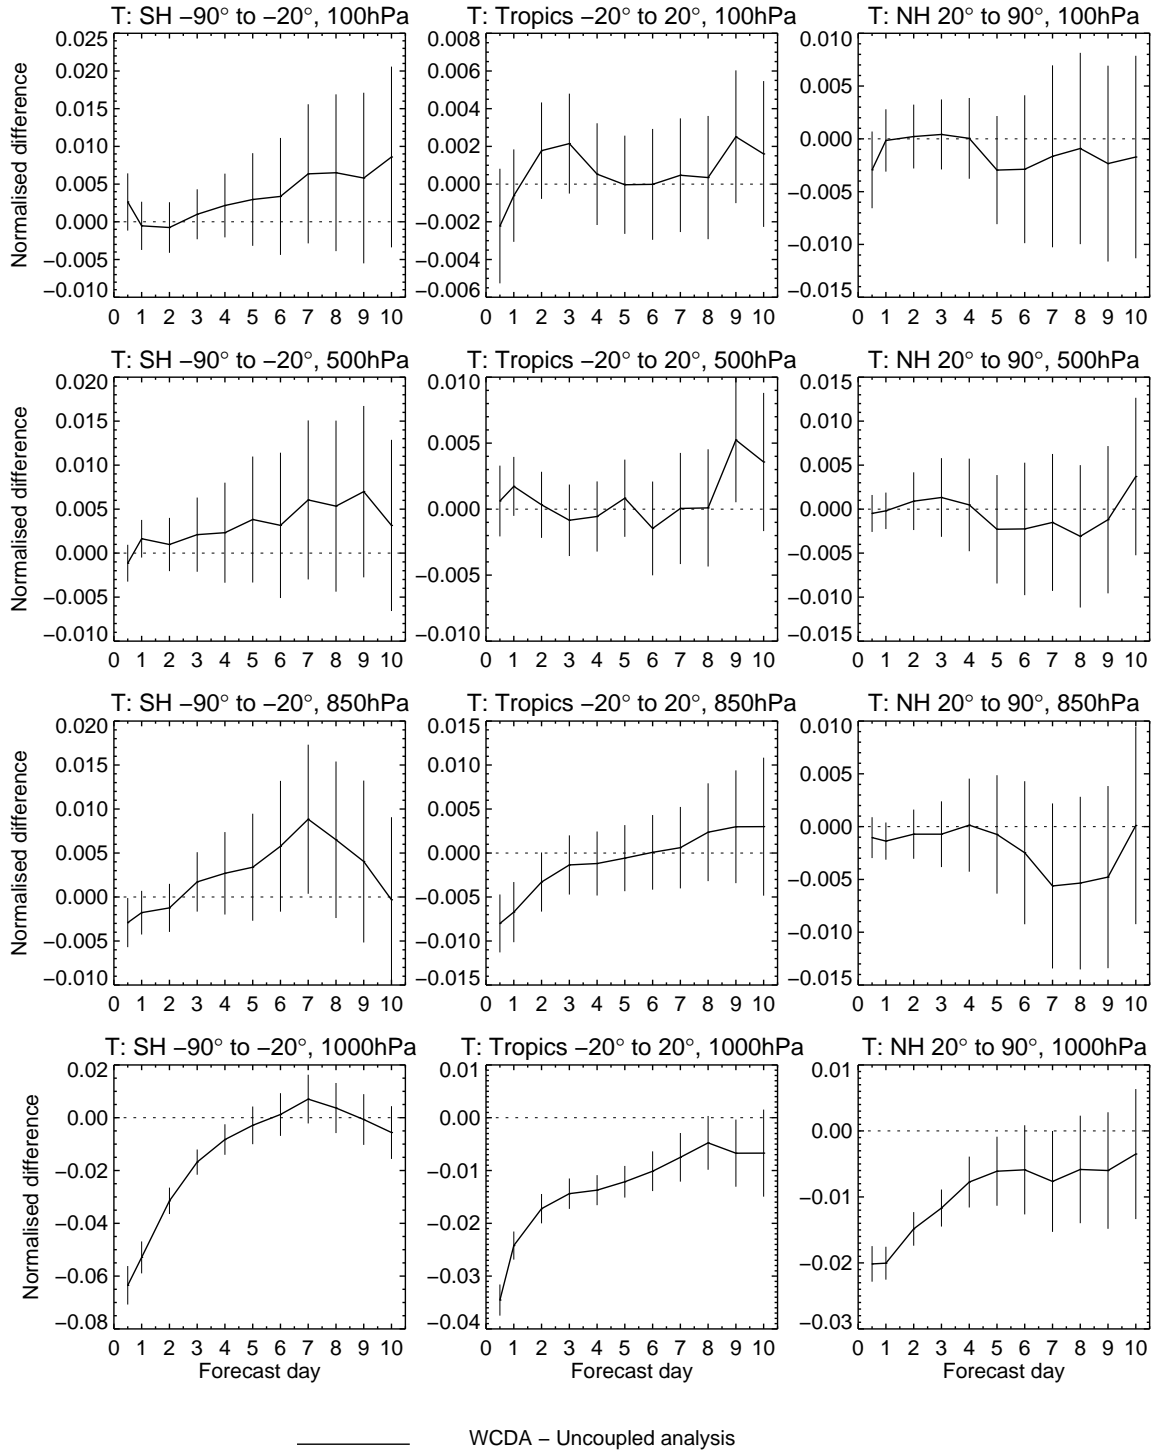 T: SH −90° to −20°, 100hPa
T: Tropics −20° to 20°, 100hPa
T: NH 20° to 90°, 100hPa
Normalised difference
0.025
0.020
0.015
0.010
0.005
0.000
−0.005
−0.010
0 1 2 3 4 5 6 7 8 9 10
0.008
0.006
0.004
0.002
0.000
−0.002
−0.004
−0.006
0 1 2 3 4 5 6 7 8 9 10
0.010
0.005
0.000
−0.005
−0.010
−0.015
0 1 2 3 4 5 6 7 8 9 10
T: SH −90° to −20°, 500hPa
T: Tropics −20° to 20°, 500hPa
T: NH 20° to 90°, 500hPa
Normalised difference
0.020
0.015
0.010
0.005
0.000
−0.005
−0.010
0 1 2 3 4 5 6 7 8 9 10
0.010
0.005
0.000
−0.005
−0.010
0 1 2 3 4 5 6 7 8 9 10
0.015
0.010
0.005
0.000
−0.005
−0.010
−0.015
0 1 2 3 4 5 6 7 8 9 10
T: SH −90° to −20°, 850hPa
T: Tropics −20° to 20°, 850hPa
T: NH 20° to 90°, 850hPa
Normalised difference
0.020
0.015
0.010
0.005
0.000
−0.005
−0.010
0 1 2 3 4 5 6 7 8 9 10
0.015
0.010
0.005
0.000
−0.005
−0.010
−0.015
0 1 2 3 4 5 6 7 8 9 10
0.010
0.005
0.000
−0.005
−0.010
−0.015
0 1 2 3 4 5 6 7 8 9 10
T: SH −90° to −20°, 1000hPa
T: Tropics −20° to 20°, 1000hPa
T: NH 20° to 90°, 1000hPa
Normalised difference
0.02
0.00
−0.02
−0.04
−0.06
−0.08
0 1 2 3 4 5 6 7 8 9 10
Forecast day
0.01
0.00
−0.01
−0.02
−0.03
−0.04
0 1 2 3 4 5 6 7 8 9 10
Forecast day
0.01
0.00
−0.01
−0.02
−0.03
0 1 2 3 4 5 6 7 8 9 10
Forecast day
WCDA − Uncoupled analysis